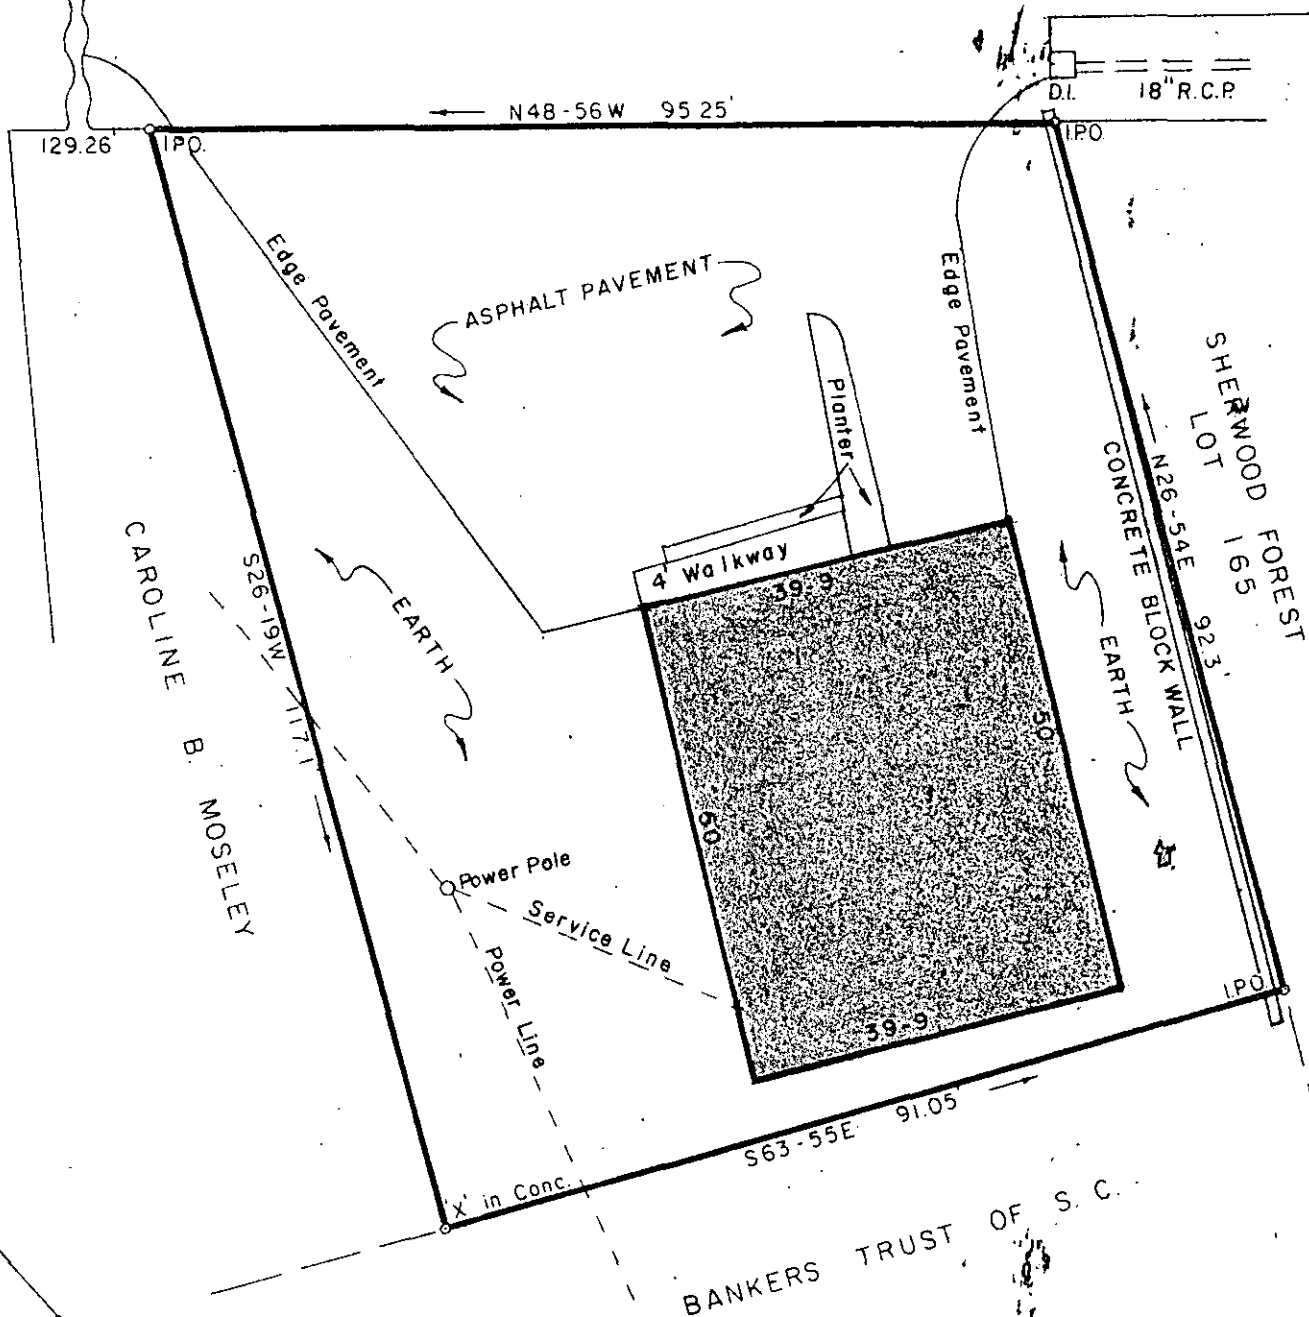 N48-56W 95.25'
D.I.
18" R.C.P.
129.26'
I.P.O.
I.P.O.
Edge Pavement
ASPHALT PAVEMENT
Edge Pavement
Planter
SHERWOOD FOREST
LOT 165
N26-54E 92.3'
CONCRETE BLOCK WALL
CAROLINE B. MOSELEY
S26-19W 117.1'
EARTH
4' Walkway
39.9
EARTH
50
50
Power Pole
Service Line
Power Line
39-9
I.P.O.
'X' in Conc.
S63-55E 91.05'
BANKERS TRUST OF S.C.